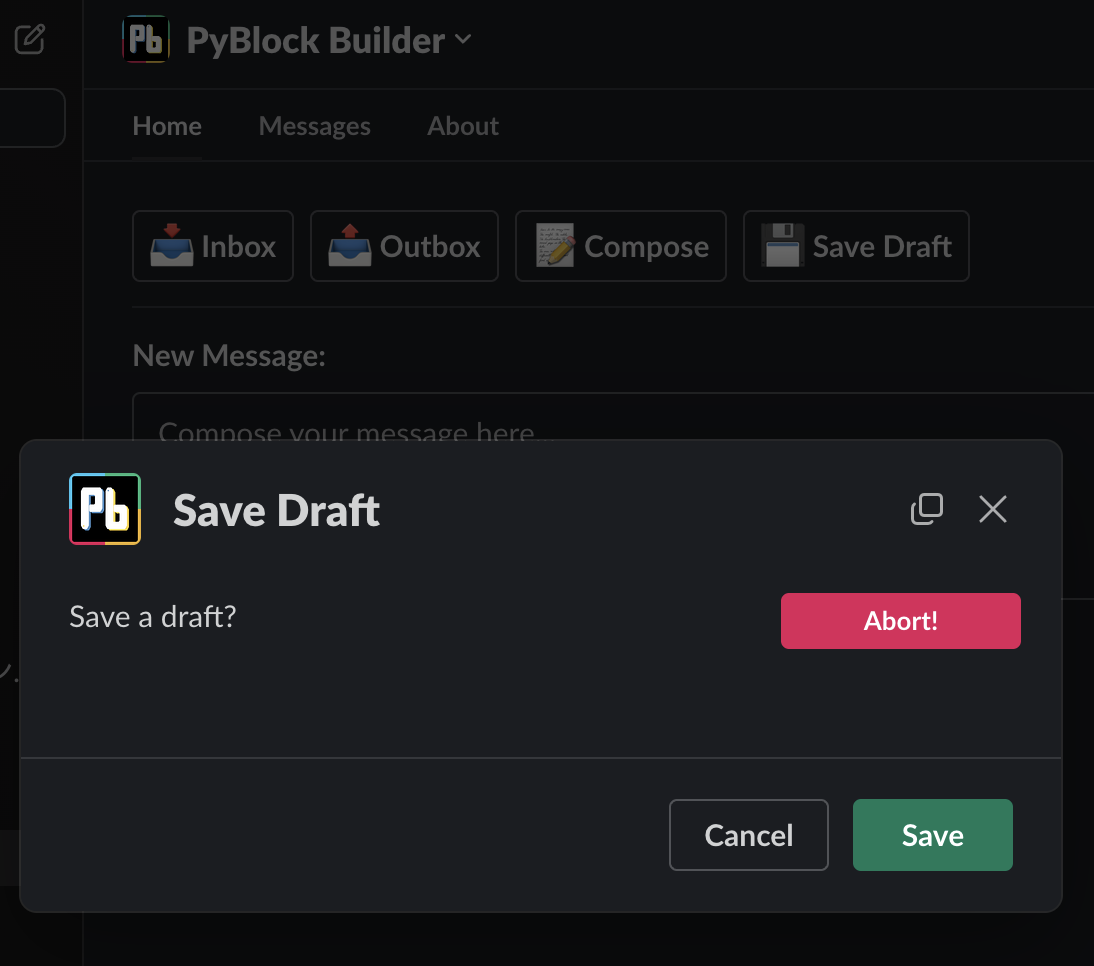 Pb PyBlock Builder
Home Messages About
Inbox Outbox Compose Save Draft
New Message:
Compose your message here...
Pb Save Draft
Save a draft? Abort!
Cancel Save